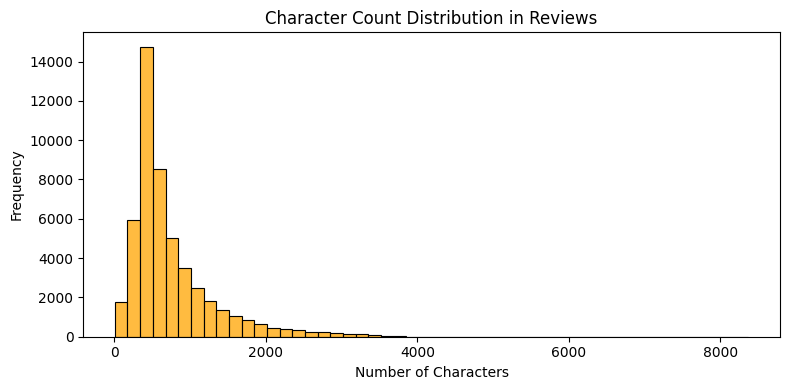 Character Count Distribution in Reviews
14000
12000
10000
8000
6000
4000
2000
0
Frequency
0 2000 4000 6000 8000
Number of Characters